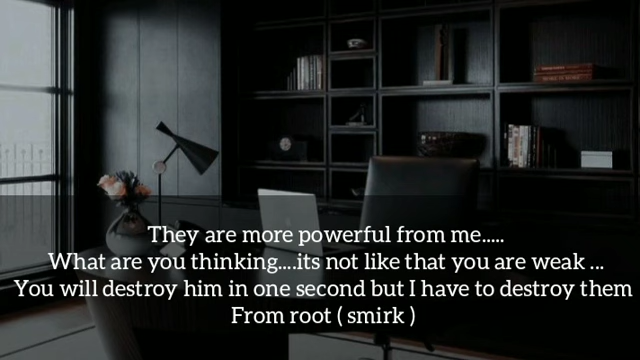 They are more powerful from me.....
What are you thinking....its not like that you are weak ...
You will destroy him in one second but I have to destroy them
From root ( smirk )